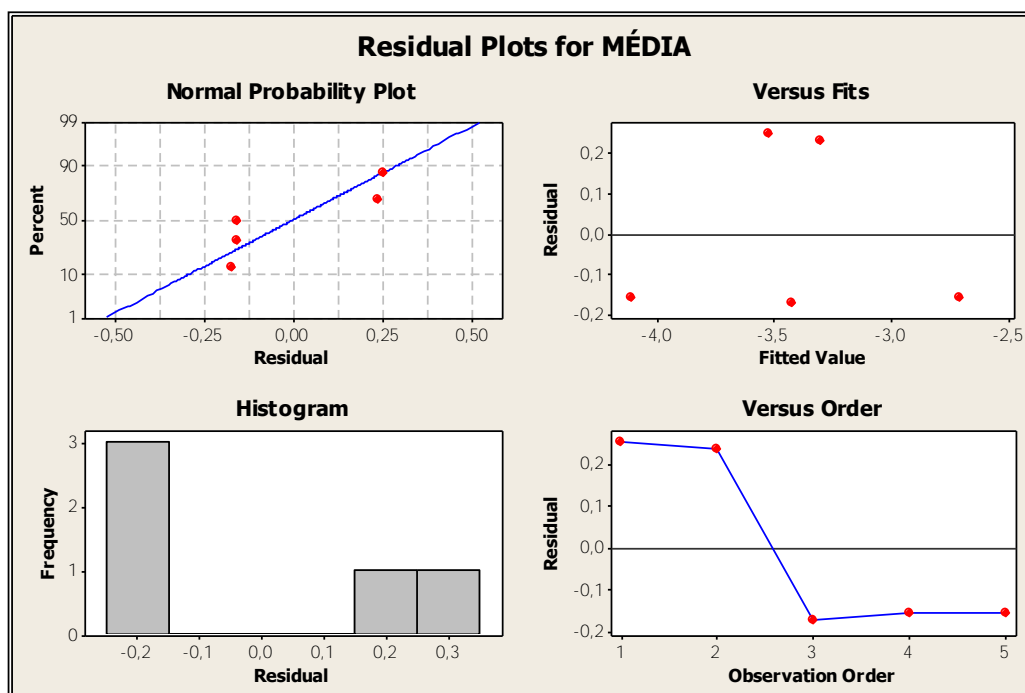 Residual Plots for MÉDIA
Normal Probability Plot
99
90
50
10
1
Percent
-0,50 -0,25 0,00 0,25 0,50
Residual
Versus Fits
0,2
0,1
0,0
-0,1
-0,2
Residual
-4,0 -3,5 -3,0 -2,5
Fitted Value
Histogram
3
2
1
0
Frequency
-0,2 -0,1 0,0 0,1 0,2 0,3
Residual
Versus Order
0,2
0,1
0,0
-0,1
-0,2
Residual
1 2 3 4 5
Observation Order